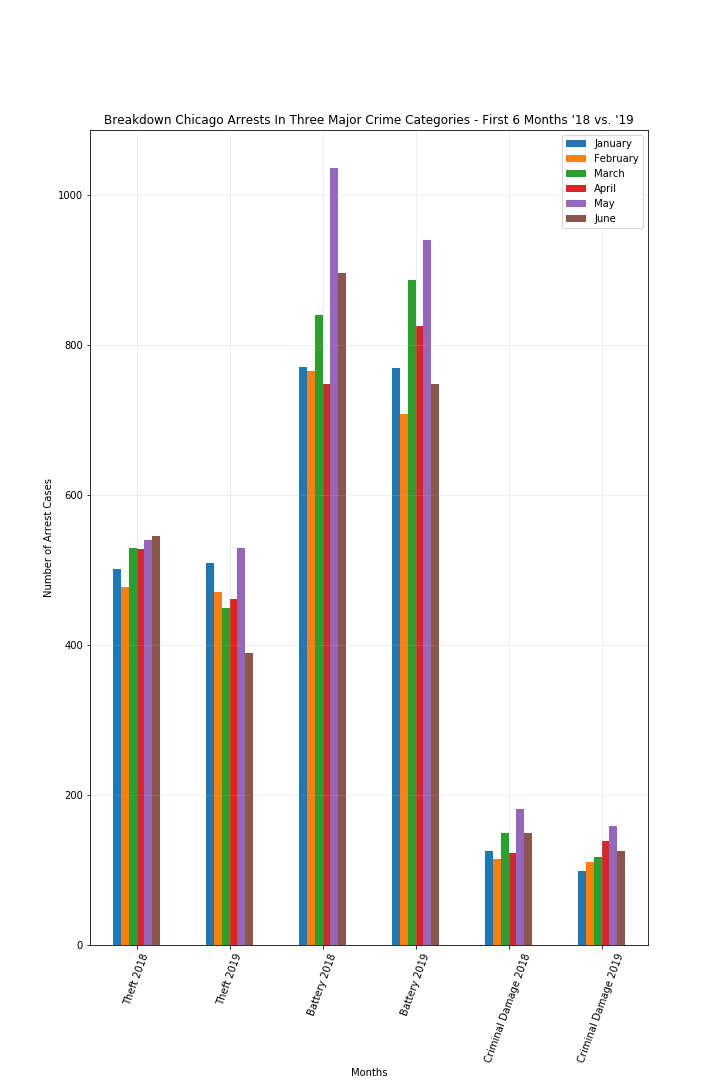 Breakdown Chicago Arrests In Three Major Crime Categories - First 6 Months '18 vs. '19
January
February
March
April
May
June
1000
800
600
400
200
0
Number of Arrest Cases
Theft 2018
Theft 2019
Battery 2018
Battery 2019
Criminal Damage 2018
Criminal Damage 2019
Months